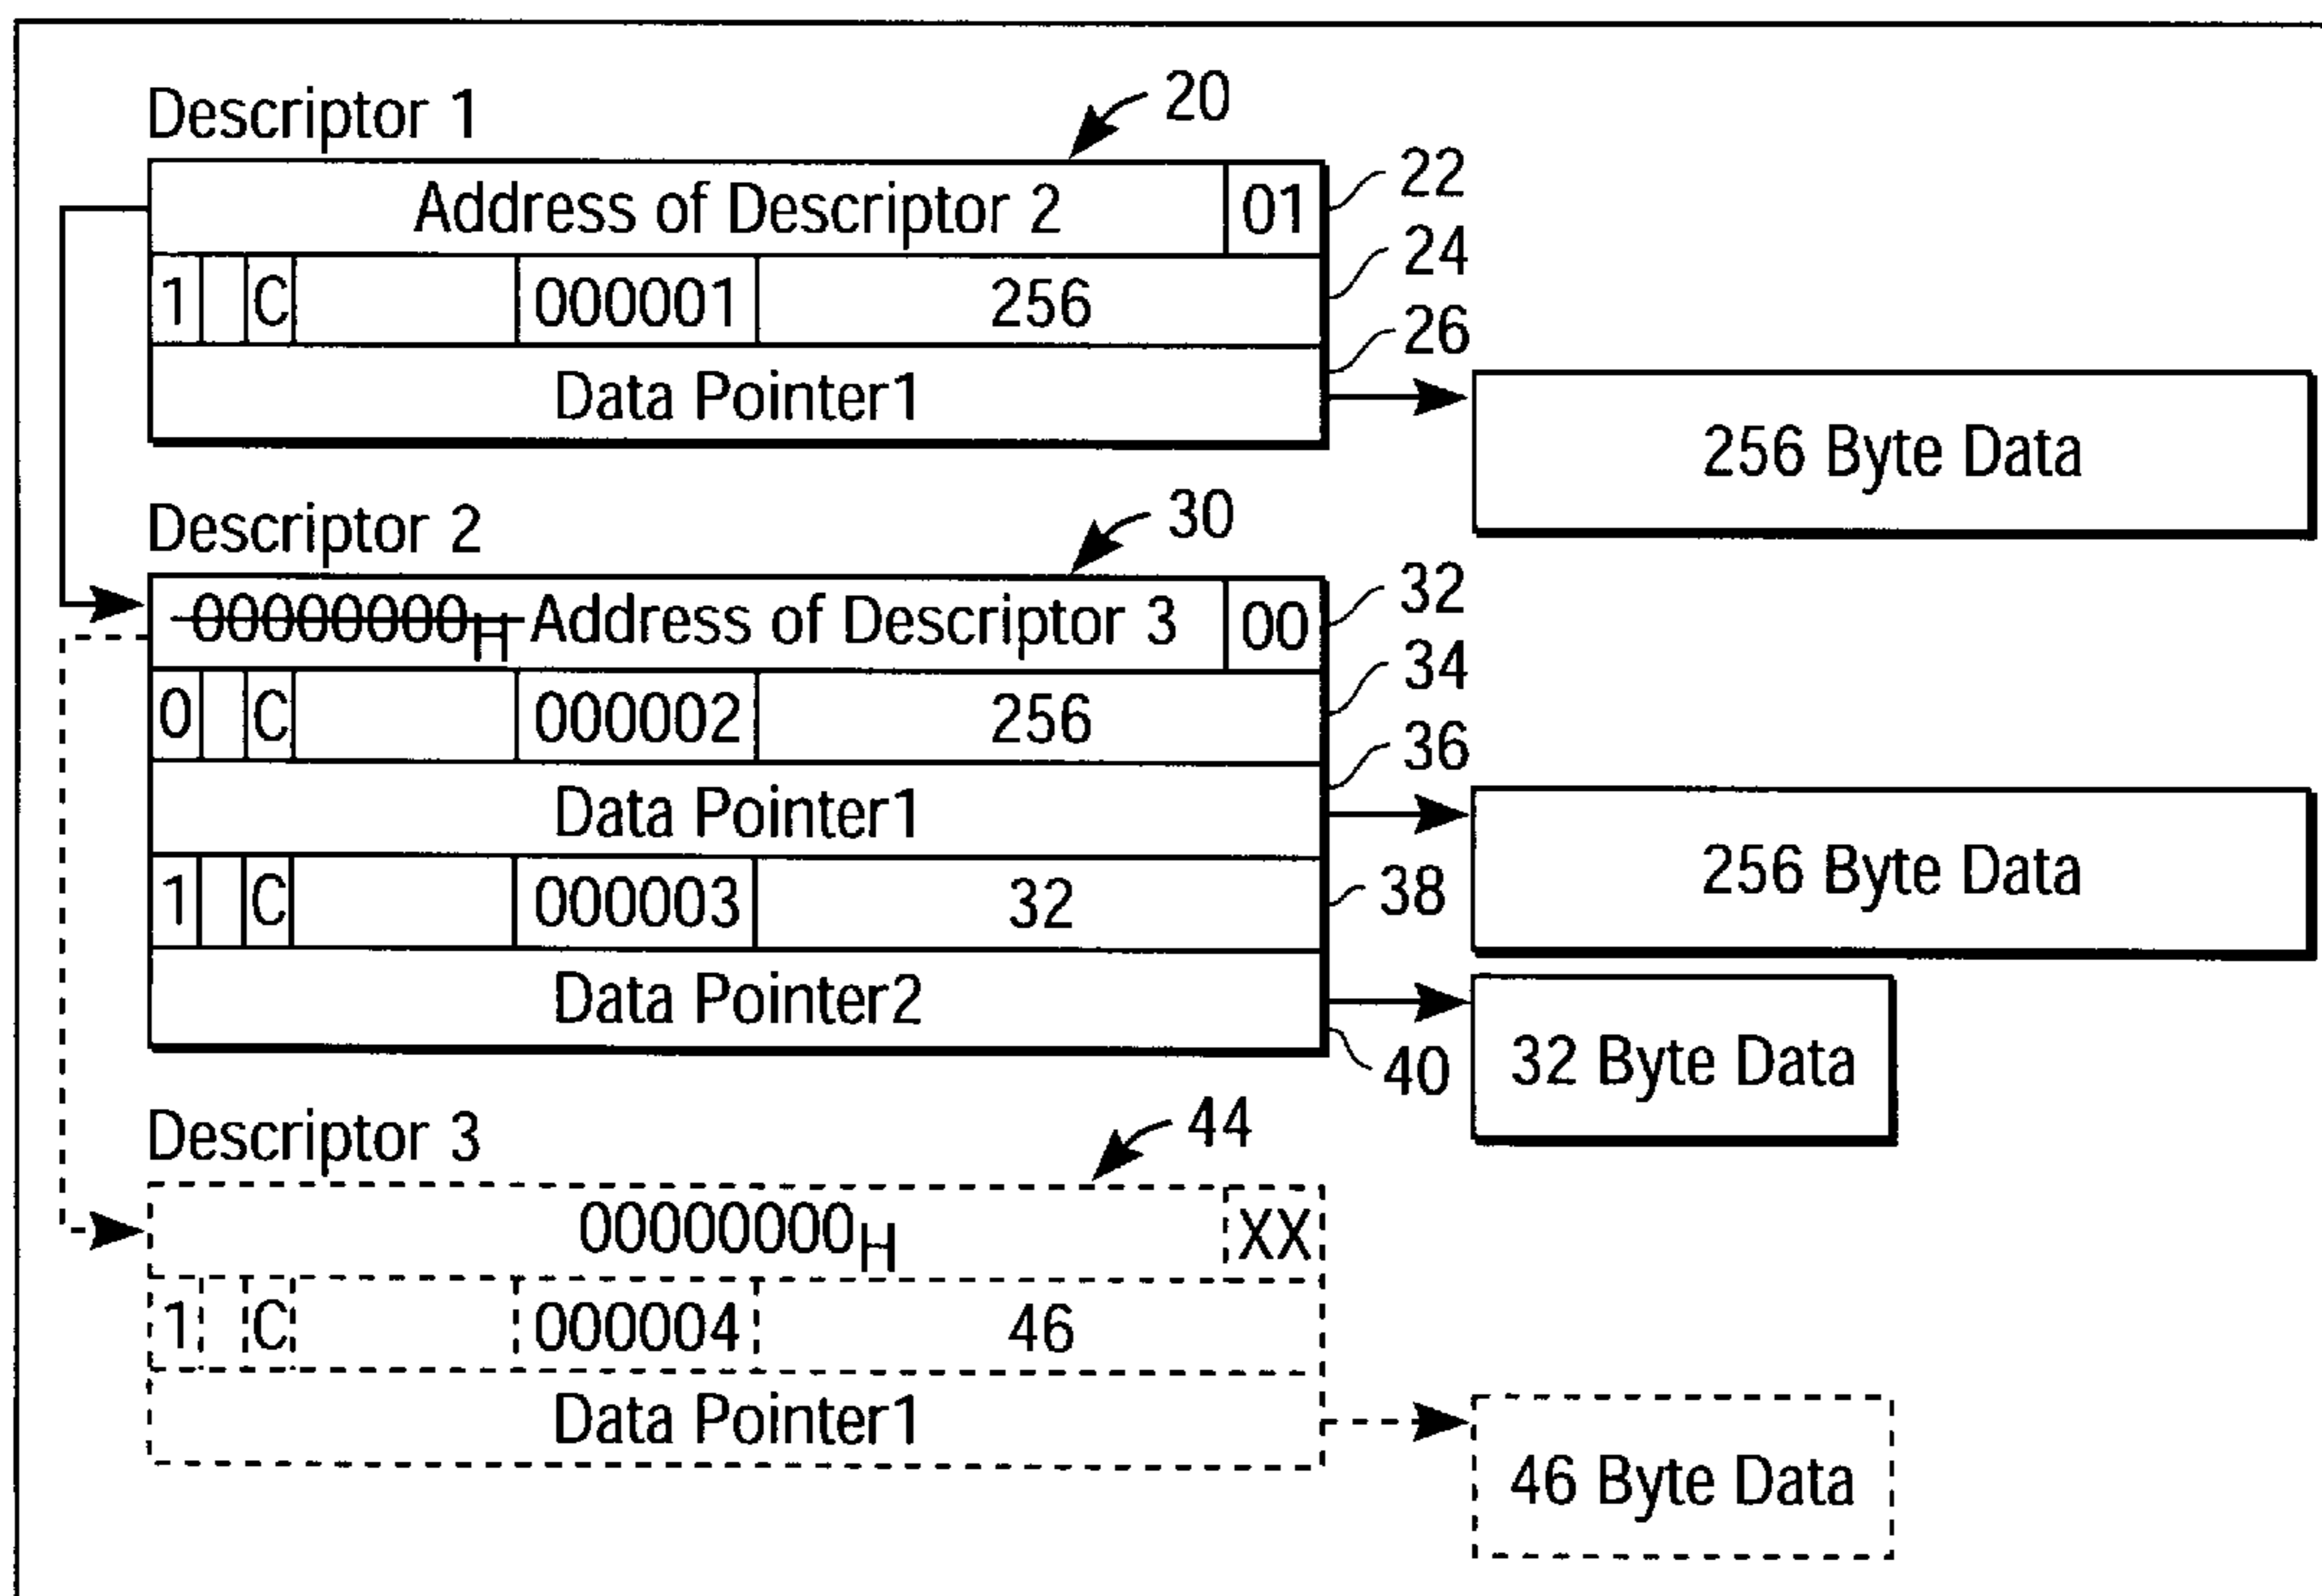 Descriptor 1
20
Address of Descriptor 2 01 22
1 C 000001 256 24
Data Pointer1 26
256 Byte Data
Descriptor 2
30
00000000H Address of Descriptor 3 00 32
0 C 000002 256 34
Data Pointer1 36
256 Byte Data
1 C 000003 32 38
Data Pointer2 40
32 Byte Data
Descriptor 3
44
00000000H XX
1 C 000004 46
Data Pointer1
46 Byte Data